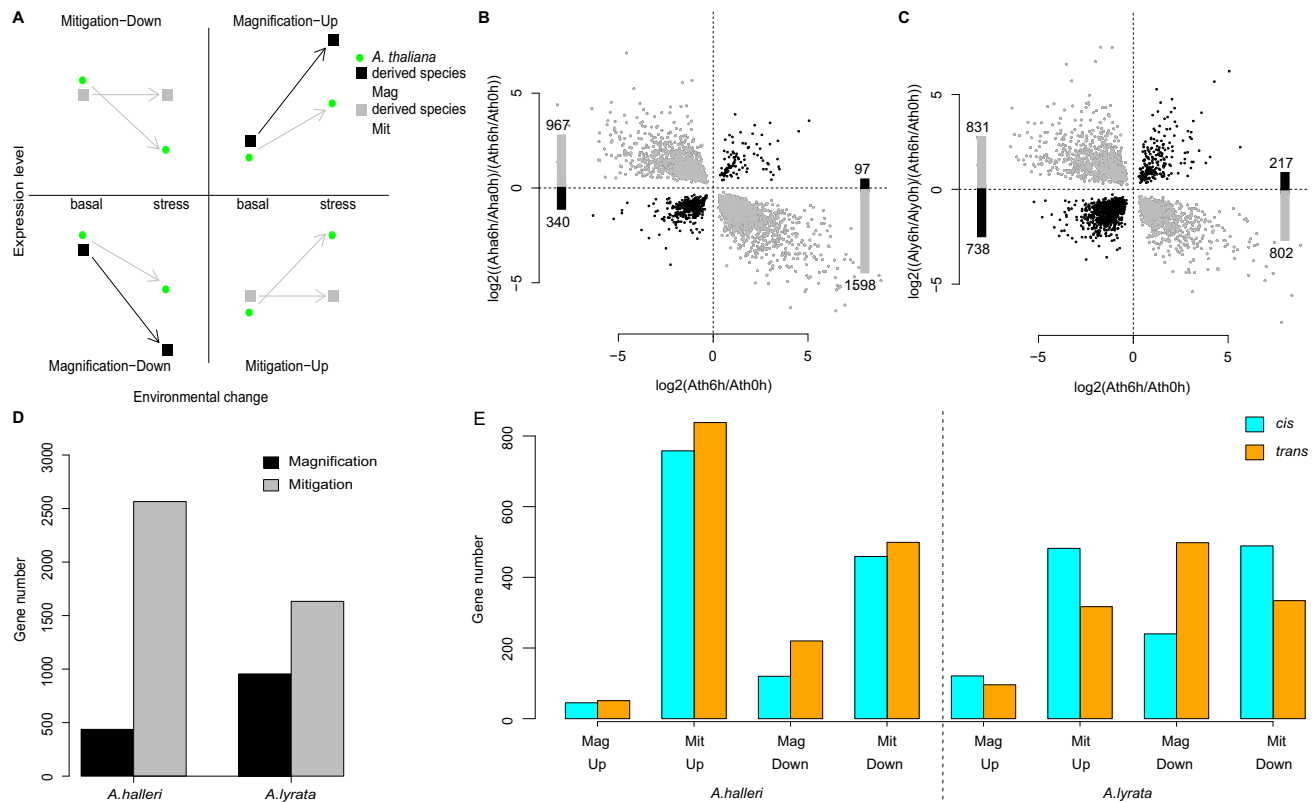 A
Mitigation−Down
Magnification−Up
A. thaliana
derived species
Mag
derived species
Mit
Expression level
basal
stress
basal
stress
Magnification−Down
Mitigation−Up
Environmental change
B
log2((Aha6h/Aha0h)/(Ath6h/Ath0h))
5
0
−5
967
340
97
1598
−5
0
5
log2(Ath6h/Ath0h)
C
log2((Aly6h/Aly0h)/(Ath6h/Ath0h))
5
0
−5
831
738
217
802
−5
0
5
log2(Ath6h/Ath0h)
D
Gene number
3000
2500
2000
1500
1000
500
0
Magnification
Mitigation
A.halleri
A.lyrata
E
Gene number
800
600
400
200
0
cis
trans
Mag
Up
Mit
Up
Mag
Down
Mit
Down
Mag
Up
Mit
Up
Mag
Down
Mit
Down
A.halleri
A.lyrata